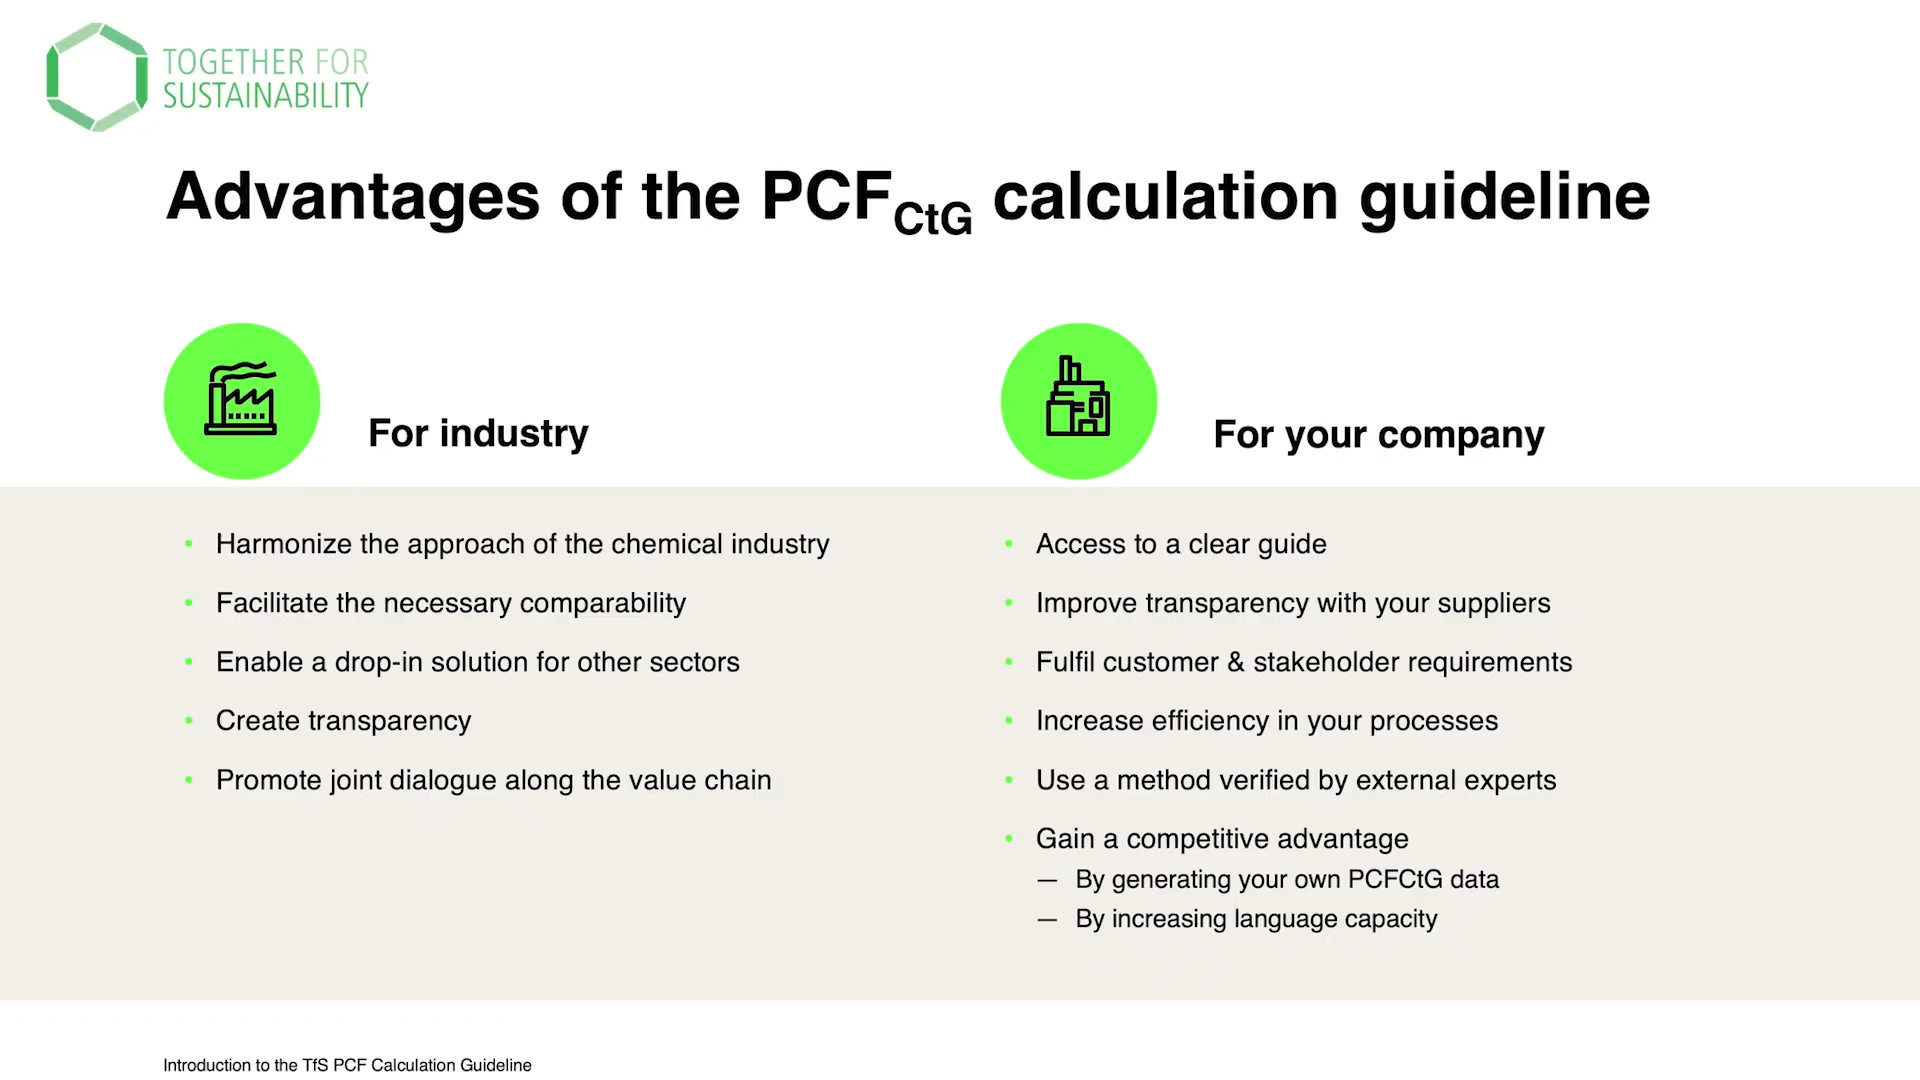 TOGETHER FOR
SUSTAINABILITY
Advantages of the PCFCtG calculation guideline
For industry
• Harmonize the approach of the chemical industry
• Facilitate the necessary comparability
• Enable a drop-in solution for other sectors
• Create transparency
• Promote joint dialogue along the value chain
For your company
• Access to a clear guide
• Improve transparency with your suppliers
• Fulfil customer & stakeholder requirements
• Increase efficiency in your processes
• Use a method verified by external experts
• Gain a competitive advantage
— By generating your own PCFCtG data
— By increasing language capacity
Introduction to the TfS PCF Calculation Guideline